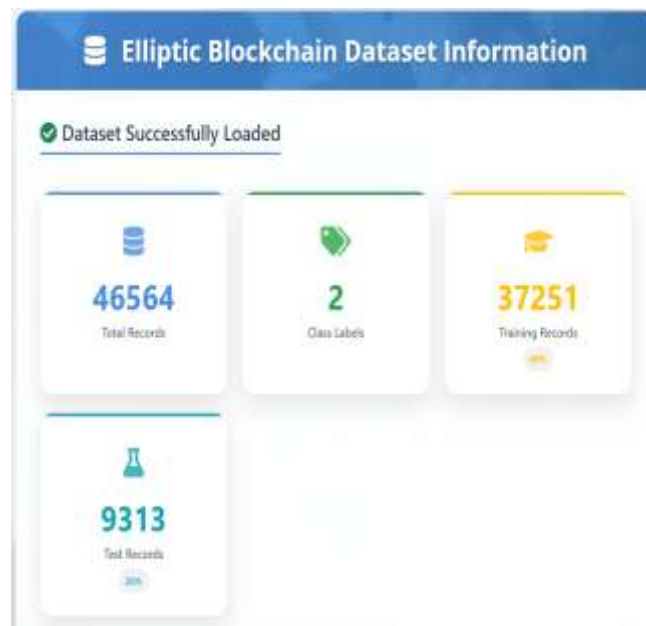 Elliptic Blockchain Dataset Information
Dataset Successfully Loaded
46564
Total Records
2
Class Labels
37251
Training Records
80%
9313
Test Records
20%